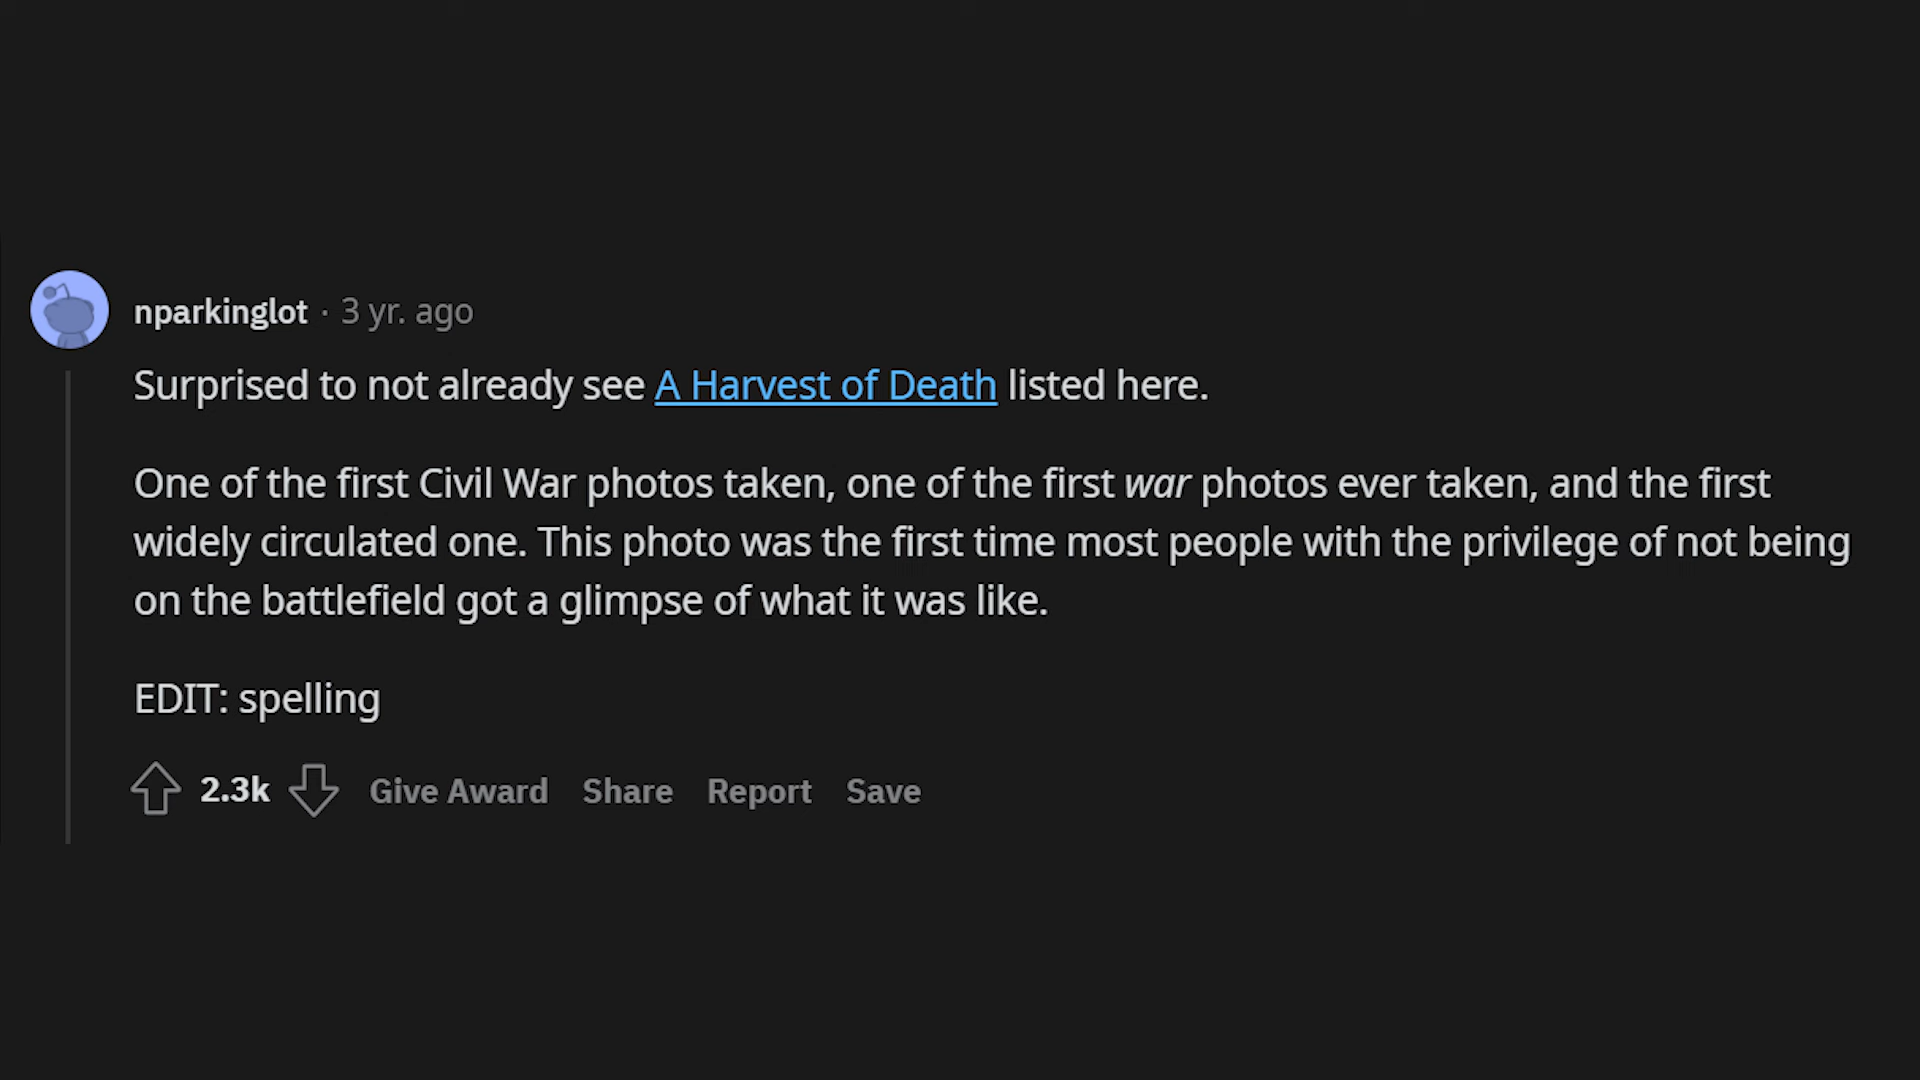 nparkinglot · 3 yr. ago
Surprised to not already see A Harvest of Death listed here.
One of the first Civil War photos taken, one of the first war photos ever taken, and the first
widely circulated one. This photo was the first time most people with the privilege of not being
on the battlefield got a glimpse of what it was like.
EDIT: spelling
2.3k Give Award Share Report Save